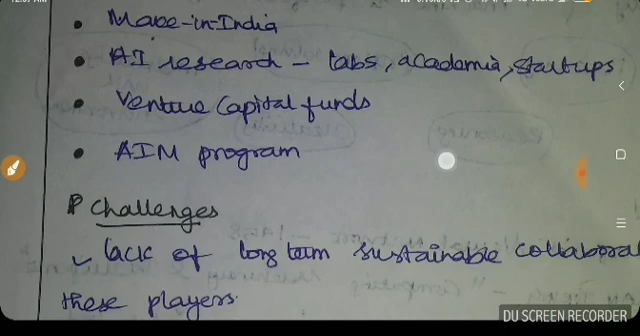 • Make-in-India
• AI research – labs, academia, startups
• Venture Capital funds
• AIM program
Challenges
✓ lack of long term sustainable collabora
these players.
DU SCREEN RECORDER